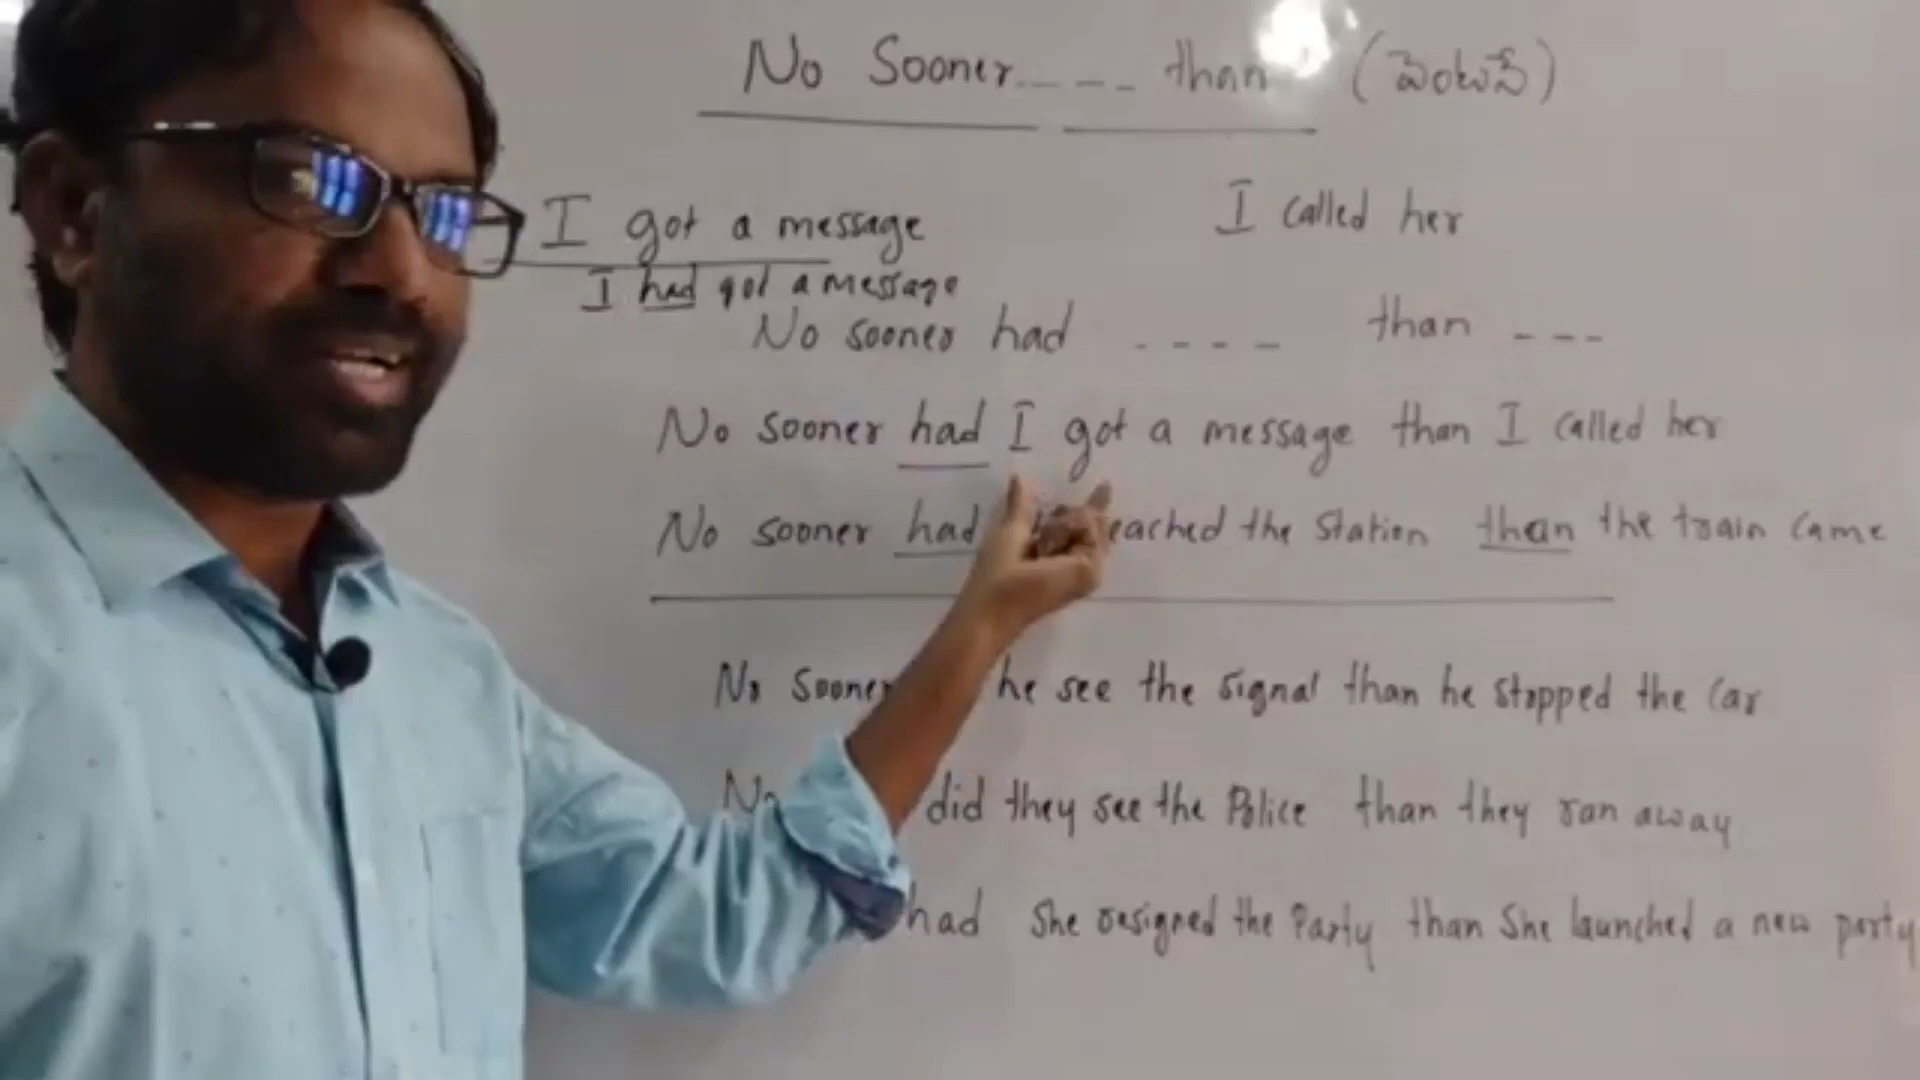 No Sooner---- than (వెంటనే)
I got a message I called her
I had got a message
No sooner had ---- than ---
No sooner had I got a message than I called her
No sooner had reached the station than the train came
No sooner he see the signal than he stopped the car
No did they see the Police than they ran away
had She resigned the Party than She launched a new party